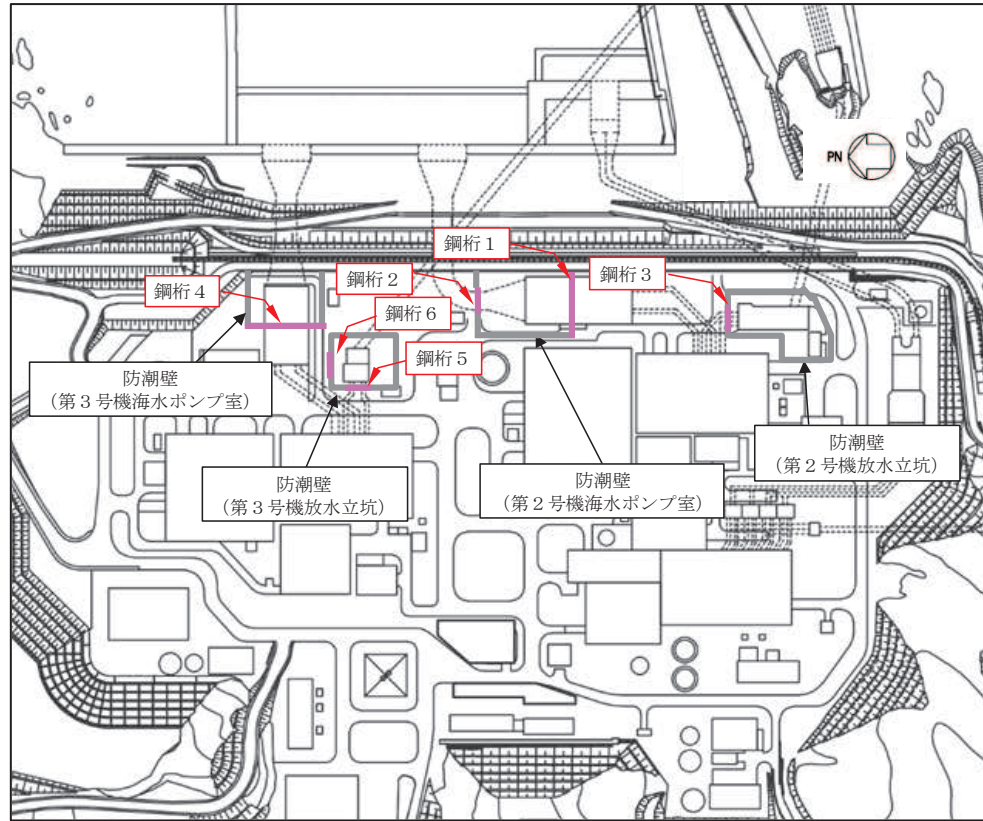 PN
鋼桁１
鋼桁２
鋼桁３
鋼桁４
鋼桁６
鋼桁５
防潮壁
（第３号機海水ポンプ室）
防潮壁
（第３号機放水立坑）
防潮壁
（第２号機海水ポンプ室）
防潮壁
（第２号機放水立坑）